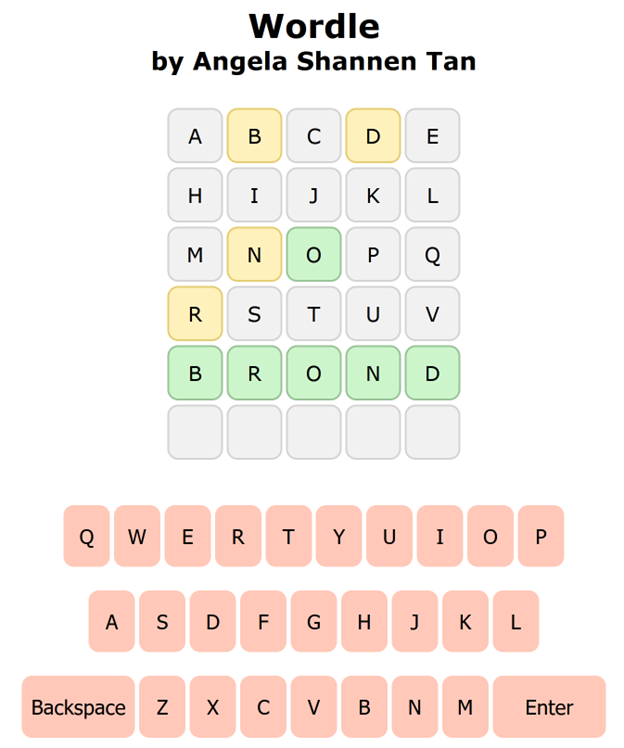 Wordle
by Angela Shannen Tan
A B C D E
H I J K L
M N O P Q
R S T U V
B R O N D
Q W E R T Y U I O P
A S D F G H J K L
Backspace Z X C V B N M Enter